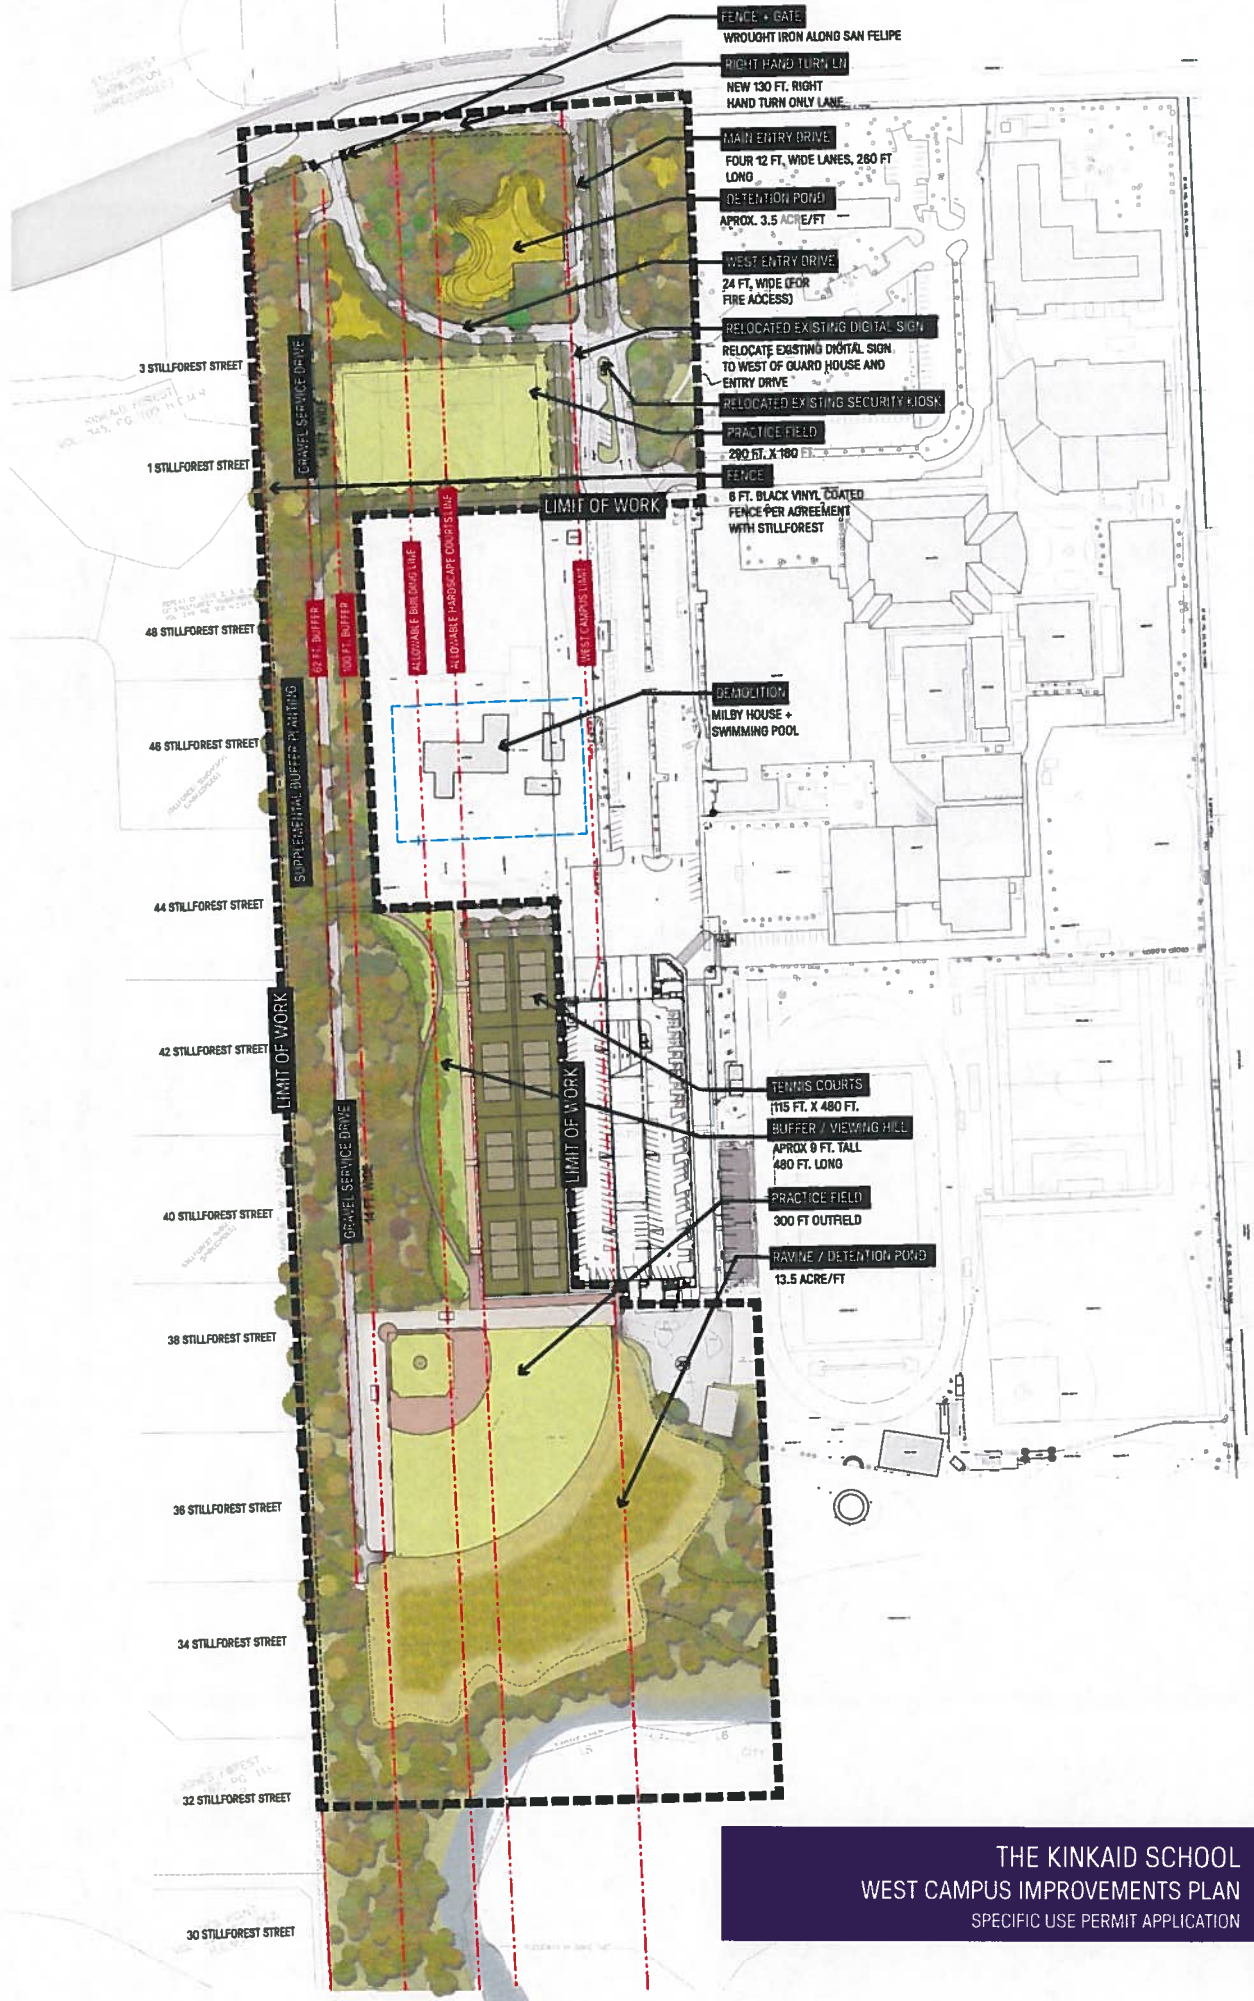 FENCE + GATE
WROUGHT IRON ALONG SAN FELIPE
RIGHT HAND TURN LN
NEW 130 FT. RIGHT
HAND TURN ONLY LANE
MAIN ENTRY DRIVE
FOUR 12 FT. WIDE LANES, 260 FT
LONG
DETENTION POND
APROX. 3.5 ACRE/FT
WEST ENTRY DRIVE
24 FT. WIDE (FOR
FIRE ACCESS)
RELOCATED EXISTING DIGITAL SIGN
RELOCATE EXISTING DIGITAL SIGN
TO WEST OF GUARD HOUSE AND
ENTRY DRIVE
RELOCATED EXISTING SECURITY KIOSK
PRACTICE FIELD
290 FT. X 180 FT.
FENCE
6 FT. BLACK VINYL COATED
FENCE PER AGREEMENT
WITH STILLFOREST
LIMIT OF WORK
3 STILLFOREST STREET
GRAVEL SERVICE DRIVE
14 FT. WIDE
1 STILLFOREST STREET
48 STILLFOREST STREET
62 FT. BUFFER
100 FT. BUFFER
ALLOWABLE BUILDING LINE
ALLOWABLE HARDSCAPE COURTS LINE
WEST CAMPUS LIMIT
DEMOLITION
MILBY HOUSE +
SWIMMING POOL
46 STILLFOREST STREET
SUPPLEMENTAL BUFFER PLANTING
44 STILLFOREST STREET
LIMIT OF WORK
42 STILLFOREST STREET
LIMIT OF WORK
TENNIS COURTS
115 FT. X 480 FT.
BUFFER / VIEWING HILL
APROX 9 FT. TALL
480 FT. LONG
PRACTICE FIELD
300 FT OUTFIELD
RAVINE / DETENTION POND
13.5 ACRE/FT
GRAVEL SERVICE DRIVE
14 FT. WIDE
40 STILLFOREST STREET
38 STILLFOREST STREET
36 STILLFOREST STREET
34 STILLFOREST STREET
32 STILLFOREST STREET
30 STILLFOREST STREET
CITY
THE KINKAID SCHOOL
WEST CAMPUS IMPROVEMENTS PLAN
SPECIFIC USE PERMIT APPLICATION